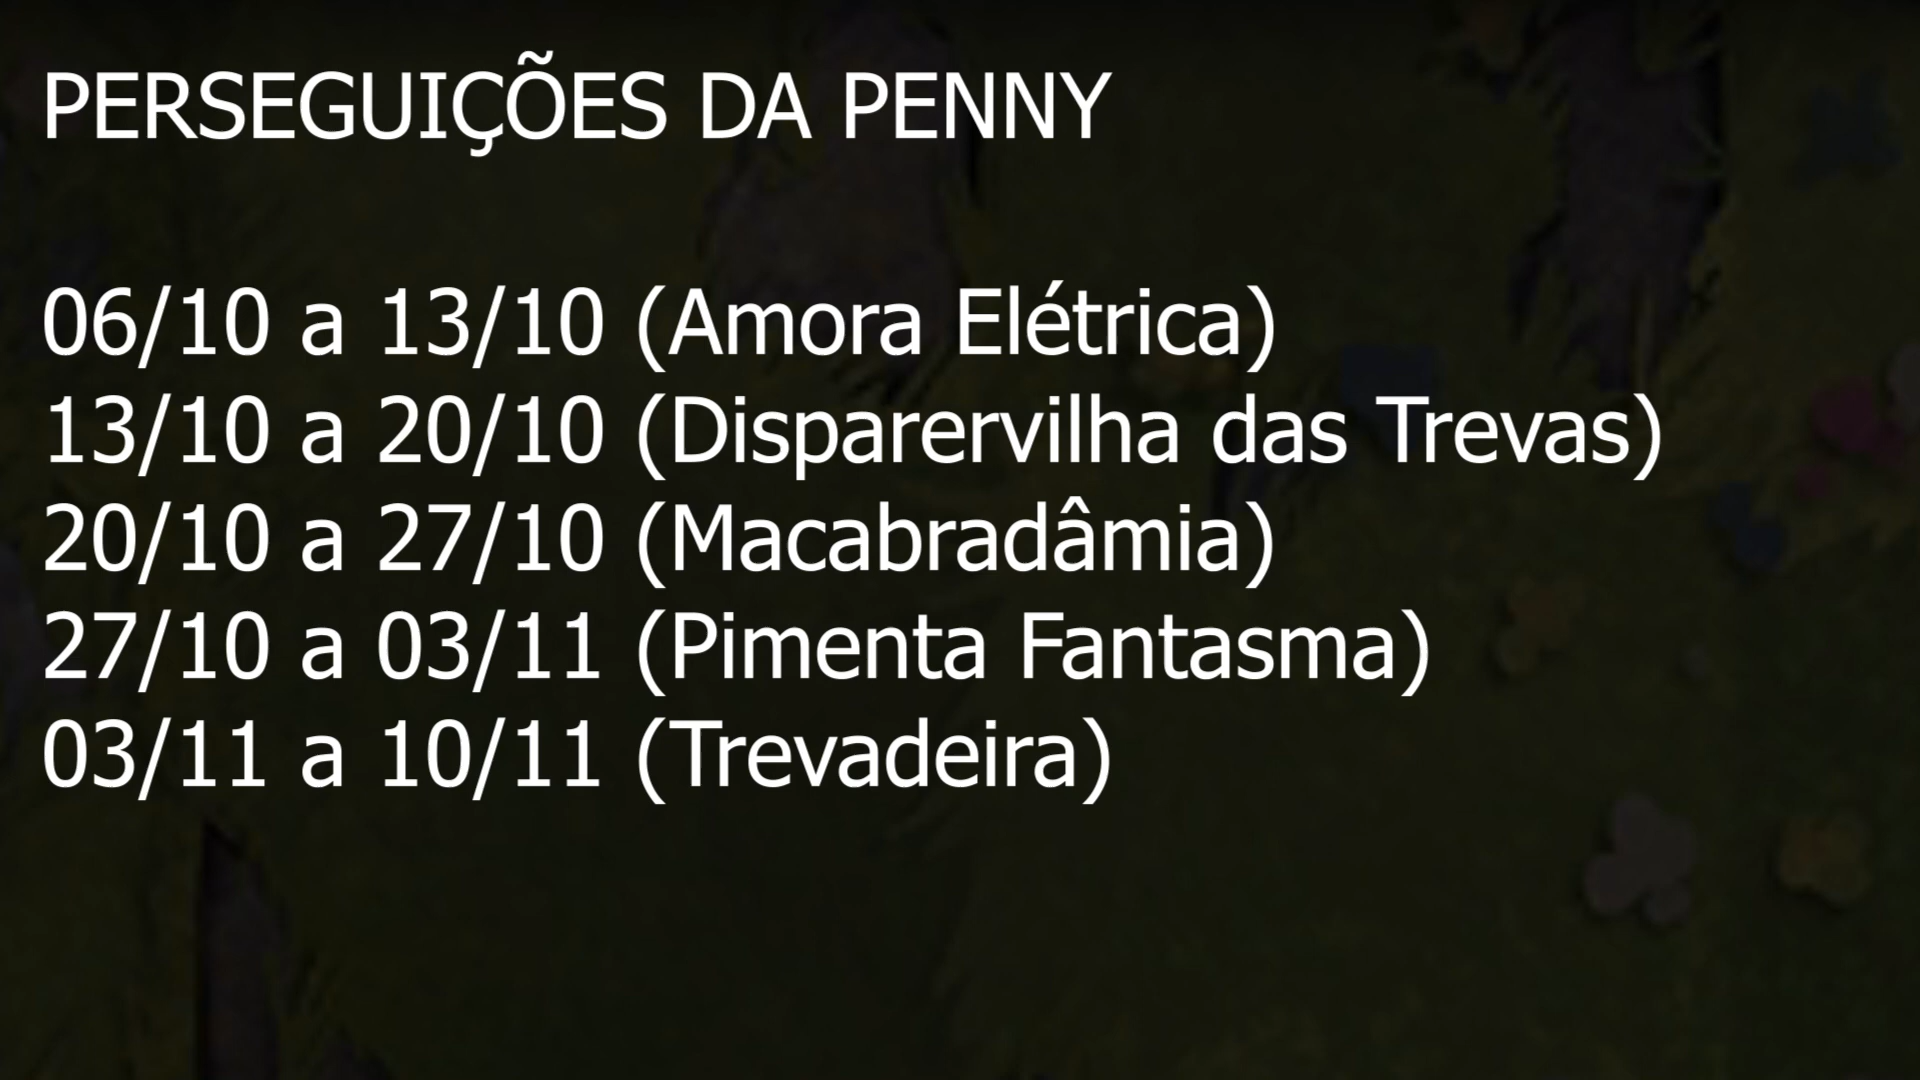 PERSEGUIÇÕES DA PENNY
06/10 a 13/10 (Amora Elétrica)
13/10 a 20/10 (Disparervilha das Trevas)
20/10 a 27/10 (Macabradâmia)
27/10 a 03/11 (Pimenta Fantasma)
03/11 a 10/11 (Trevadeira)